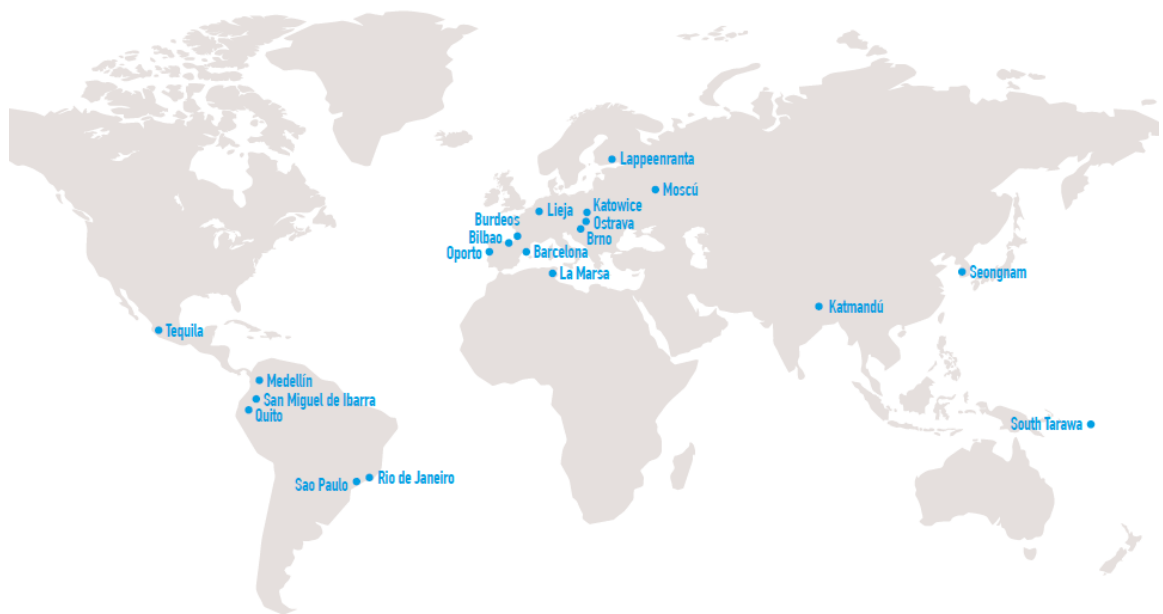 Lappeenranta
Moscú
Lieja
Katowice
Burdeos
Ostrava
Bilbao
Brno
Oporto
Barcelona
La Marsa
Seongnam
Katmandú
Tequila
Medellín
San Miguel de Ibarra
Quito
South Tarawa
Rio de Janeiro
Sao Paulo